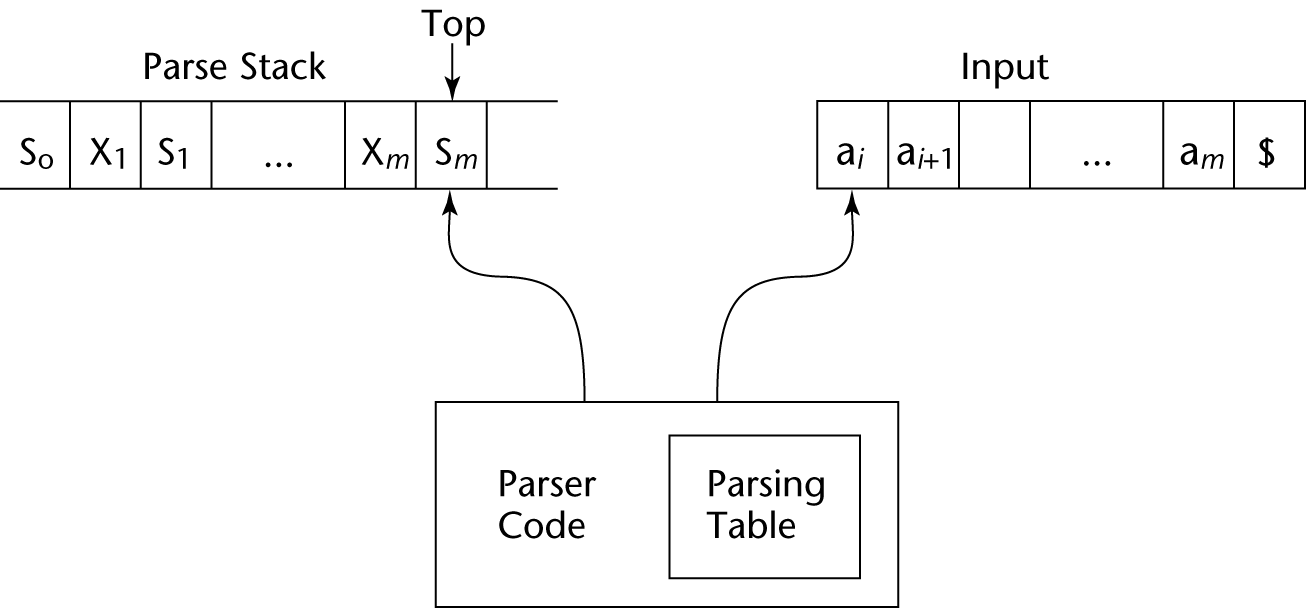 Top
Parse Stack
Input
S₀ X₁ S₁ ... Xₘ Sₘ
aᵢ aᵢ₊₁ ... aₘ $
Parser
Code
Parsing
Table